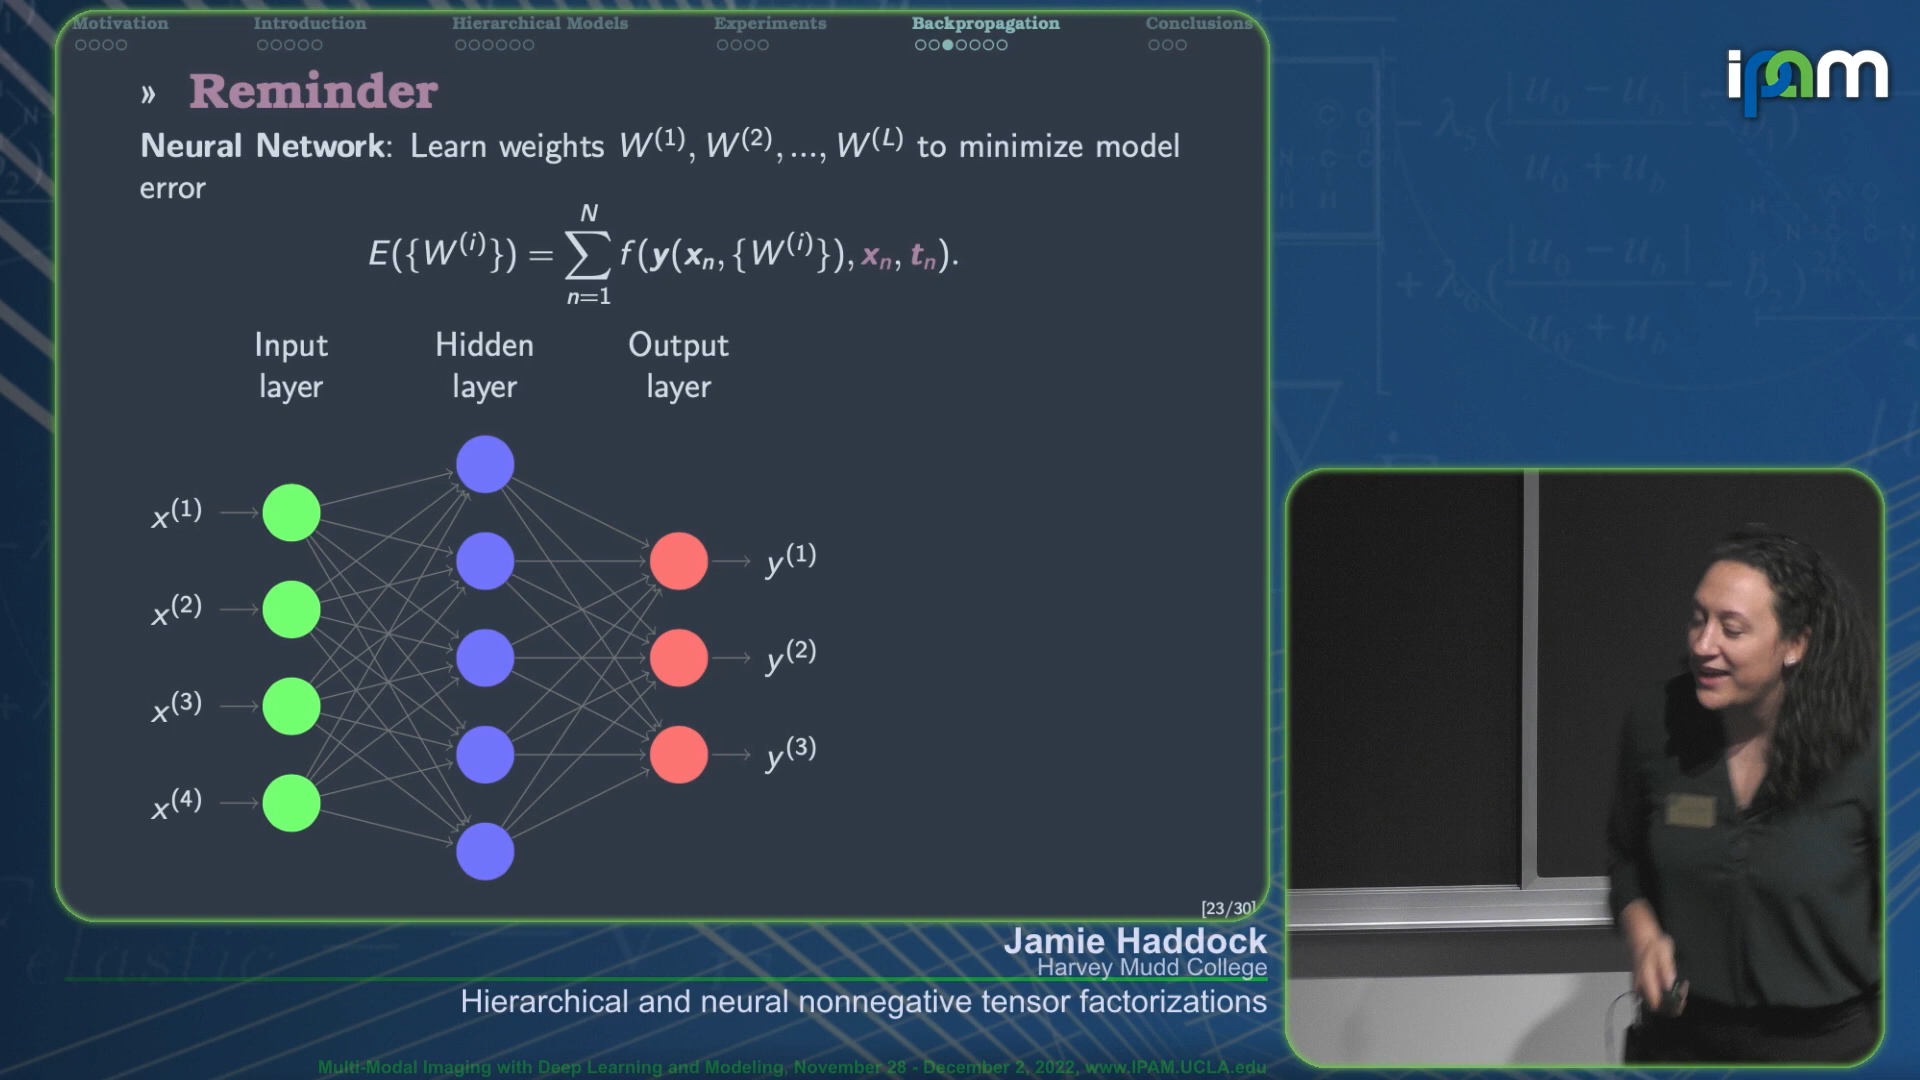 Motivation Introduction Hierarchical Models Experiments Backpropagation Conclusions
» Reminder
Neural Network: Learn weights W^(1), W^(2), ..., W^(L) to minimize model
error
E({W^(i)}) = ∑_{n=1}^{N} f(y(x_n, {W^(i)}), x_n, t_n).
Input layer
Hidden layer
Output layer
x^(1)
x^(2)
x^(3)
x^(4)
y^(1)
y^(2)
y^(3)
[23/30]
Jamie Haddock
Harvey Mudd College
Hierarchical and neural nonnegative tensor factorizations
Multi-Modal Imaging with Deep Learning and Modeling, November 28 - December 2, 2022, www.IPAM.UCLA.edu
ipam
elastic